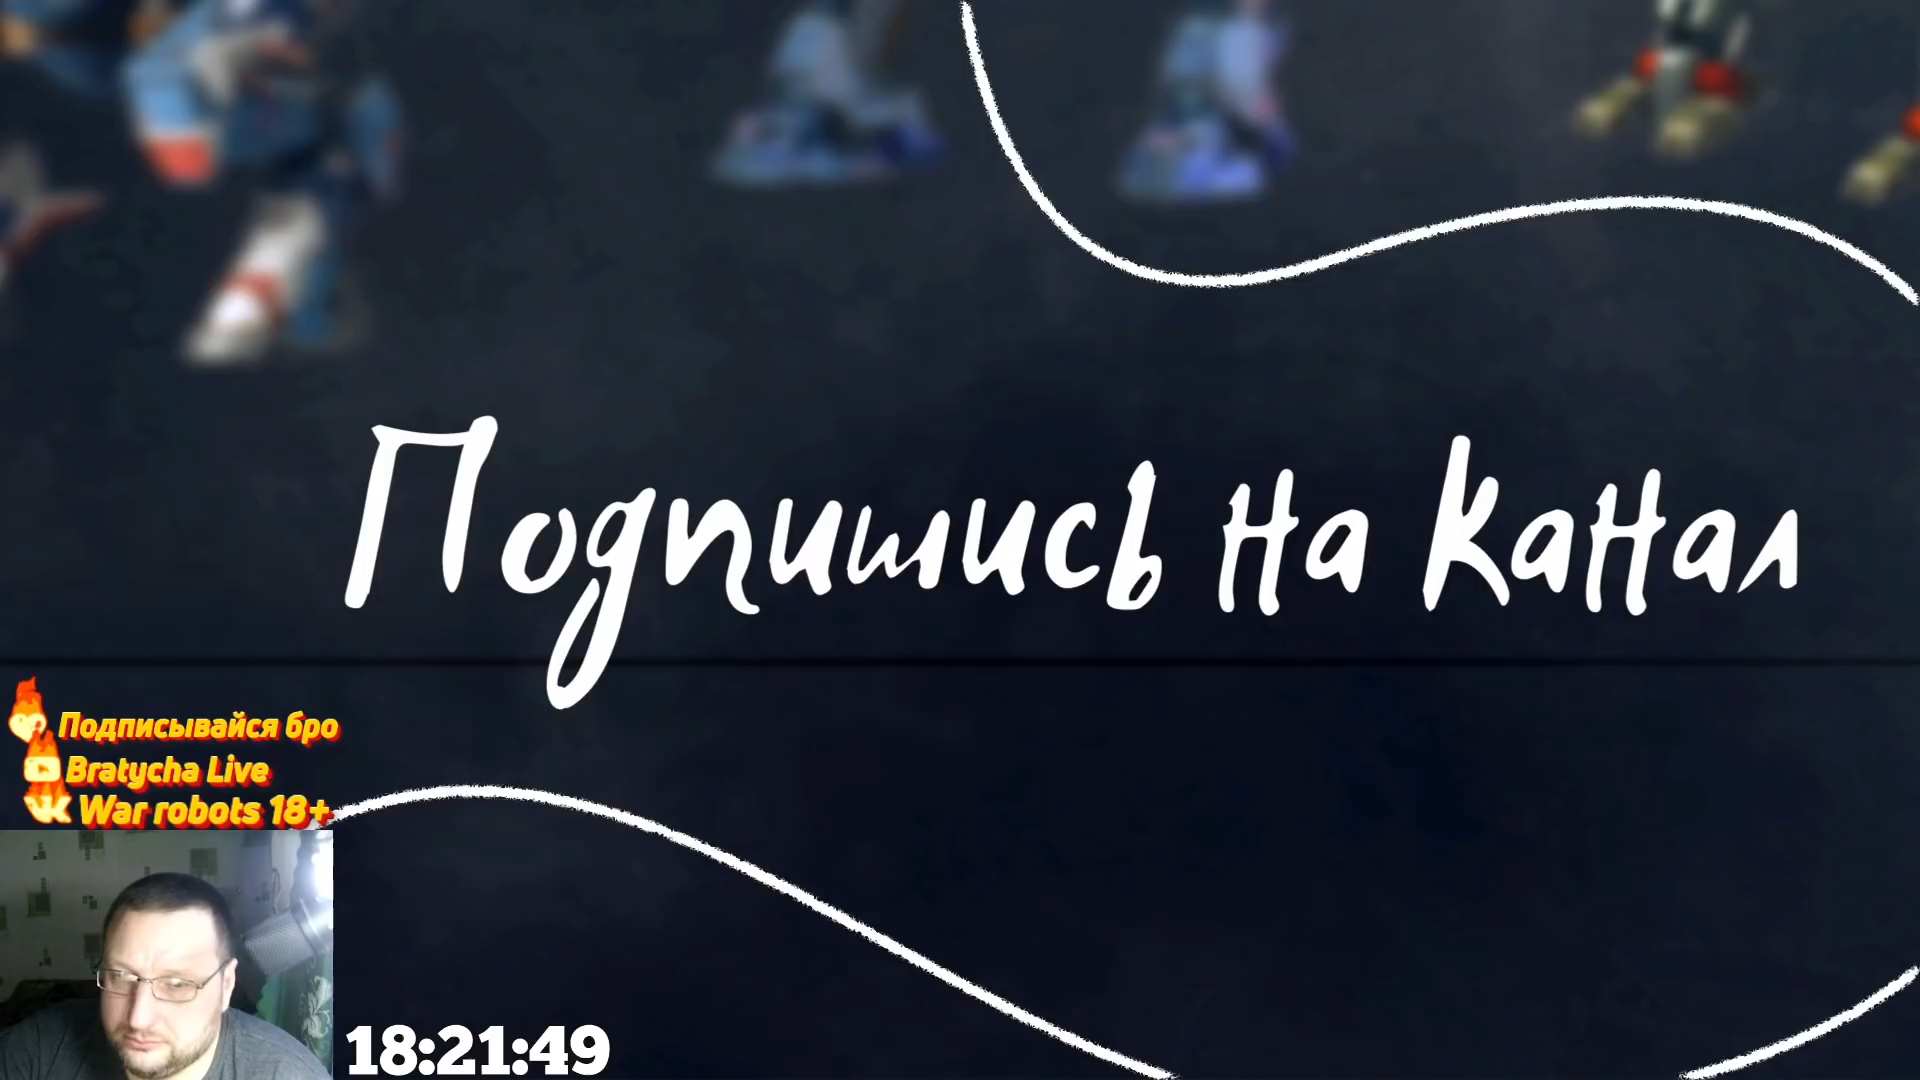 Подпишись на канал
Подписывайся бро
Bratycha Live
War robots 18+
18:21:49